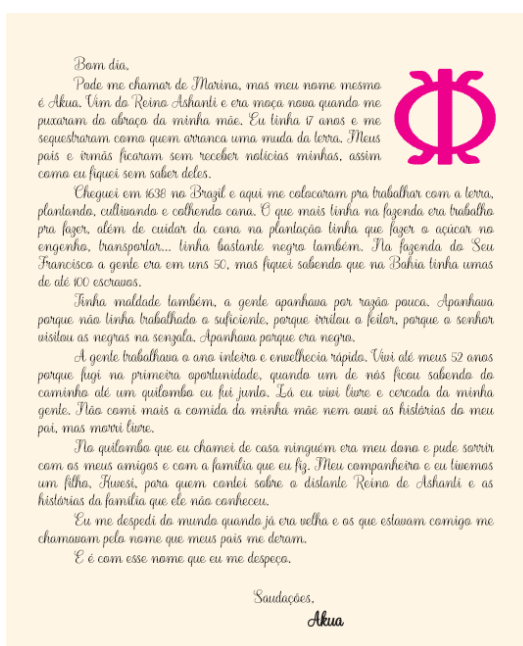 Bom dia,
Pode me chamar de Marina, mas meu nome mesmo
é Akua. Vim do Reino Ashanti e era moça nova quando me
puxaram do abraço da minha mãe. Eu tinha 17 anos e me
sequestraram como quem arranca uma muda da terra. Meus
pais e irmãs ficaram sem receber notícias minhas, assim
como eu fiquei sem saber deles.
Cheguei em 1638 no Brazil e aqui me colocaram pra trabalhar com a terra,
plantando, cultivando e colhendo cana. O que mais tinha na fazenda era trabalho
pra fazer, além de cuidar da cana na plantação tinha que fazer o açúcar no
engenho, transportar... tinha bastante negro também. Na fazenda do Seu
Francisco a gente era em uns 50, mas fiquei sabendo que na Bahia tinha umas
de até 100 escravos.
Tinha maldade também, a gente apanhava por razão pouca. Apanhava
porque não tinha trabalhado o suficiente, porque irritou o feitor, porque o senhor
visitou as negras na senzala. Apanhava porque era negro.
A gente trabalhava o ano inteiro e envelhecia rápido. Vivi até meus 52 anos
porque fugi na primeira oportunidade, quando um de nós ficou sabendo do
caminho até um quilombo eu fui junto. Lá eu vivi livre e cercada da minha
gente. Não comi mais a comida da minha mãe nem ouvi as histórias do meu
pai, mas morri livre.
No quilombo que eu chamei de casa ninguém era meu dono e pude sorrir
com os meus amigos e com a família que eu fiz. Meu companheiro e eu tivemos
um filho, Kwesi, para quem contei sobre o distante Reino de Ashanti e as
histórias da família que ele não conheceu.
Eu me despedi do mundo quando já era velha e os que estavam comigo me
chamavam pelo nome que meus pais me deram.
E é com esse nome que eu me despeço.
Saudações,
Akua